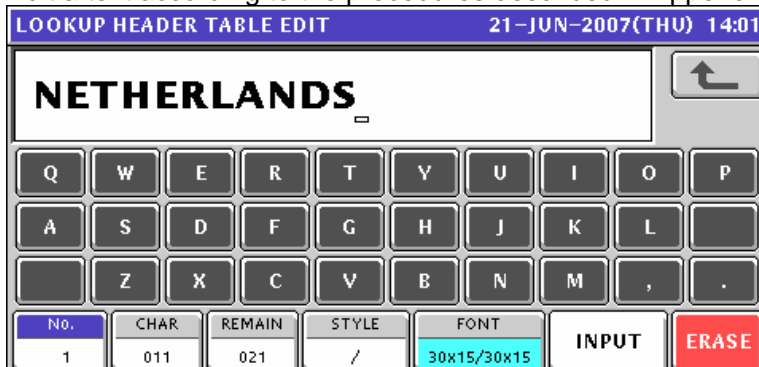 LOOKUP HEADER TABLE EDIT 21-JUN-2007(THU) 14:01
NETHERLANDS_
Q W E R T Y U I O P
A S D F G H J K L
Z X C V B N M , .
No. CHAR REMAIN STYLE FONT INPUT ERASE
1 011 021 / 30x15/30x15